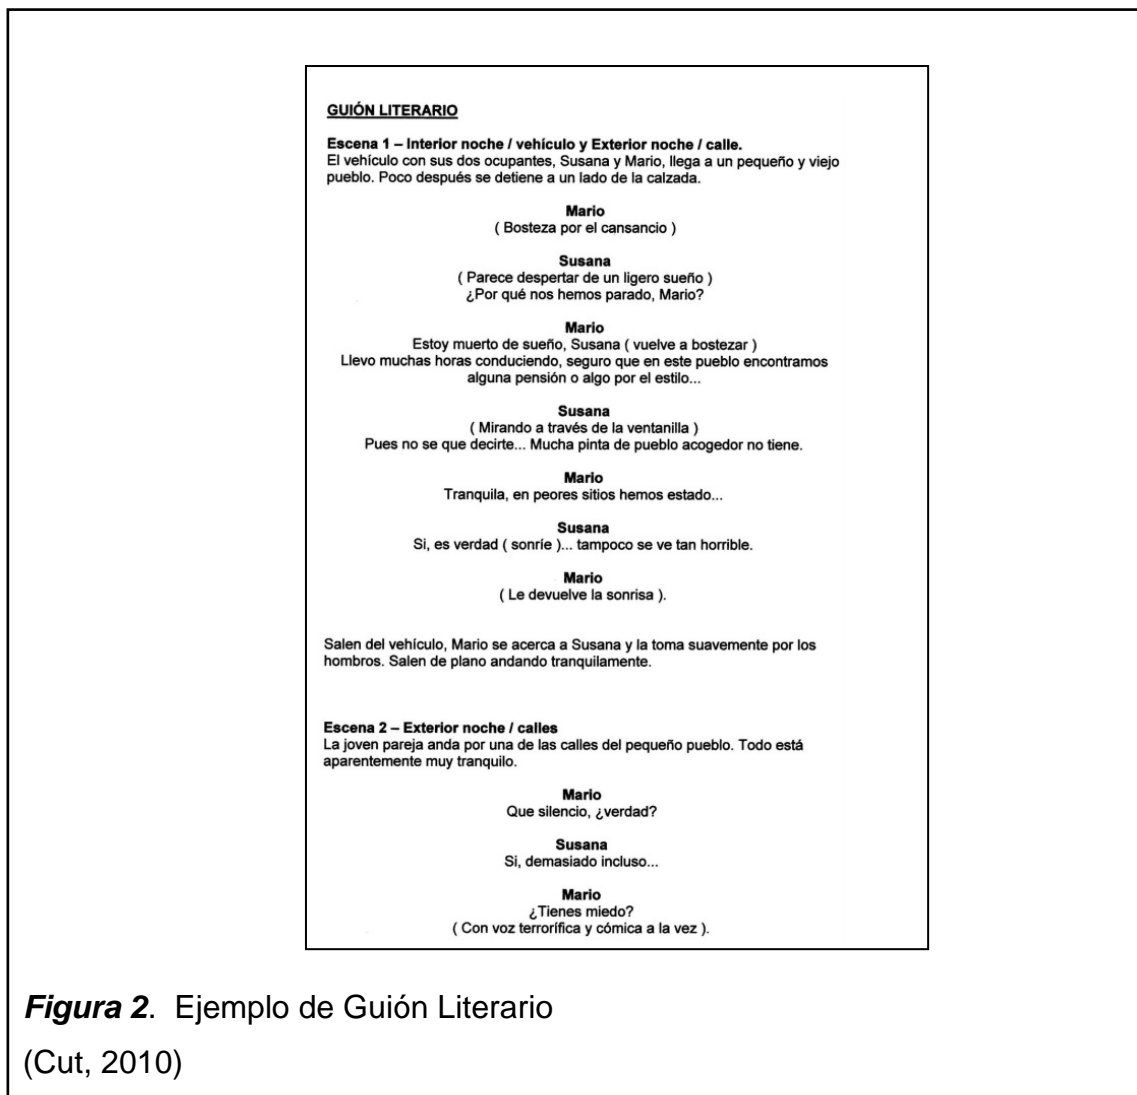 GUIÓN LITERARIO
Escena 1 – Interior noche / vehículo y Exterior noche / calle.
El vehículo con sus dos ocupantes, Susana y Mario, llega a un pequeño y viejo
pueblo. Poco después se detiene a un lado de la calzada.
Mario
( Bosteza por el cansancio )
Susana
( Parece despertar de un ligero sueño )
¿Por qué nos hemos parado, Mario?
Mario
Estoy muerto de sueño, Susana ( vuelve a bostezar )
Llevo muchas horas conduciendo, seguro que en este pueblo encontramos
alguna pensión o algo por el estilo...
Susana
( Mirando a través de la ventanilla )
Pues no se que decirte... Mucha pinta de pueblo acogedor no tiene.
Mario
Tranquila, en peores sitios hemos estado...
Susana
Si, es verdad ( sonríe )... tampoco se ve tan horrible.
Mario
( Le devuelve la sonrisa ).
Salen del vehículo, Mario se acerca a Susana y la toma suavemente por los
hombros. Salen de plano andando tranquilamente.
Escena 2 – Exterior noche / calles
La joven pareja anda por una de las calles del pequeño pueblo. Todo está
aparentemente muy tranquilo.
Mario
Que silencio, ¿verdad?
Susana
Si, demasiado incluso...
Mario
¿Tienes miedo?
( Con voz terrorífica y cómica a la vez ).
Figura 2. Ejemplo de Guión Literario
(Cut, 2010)